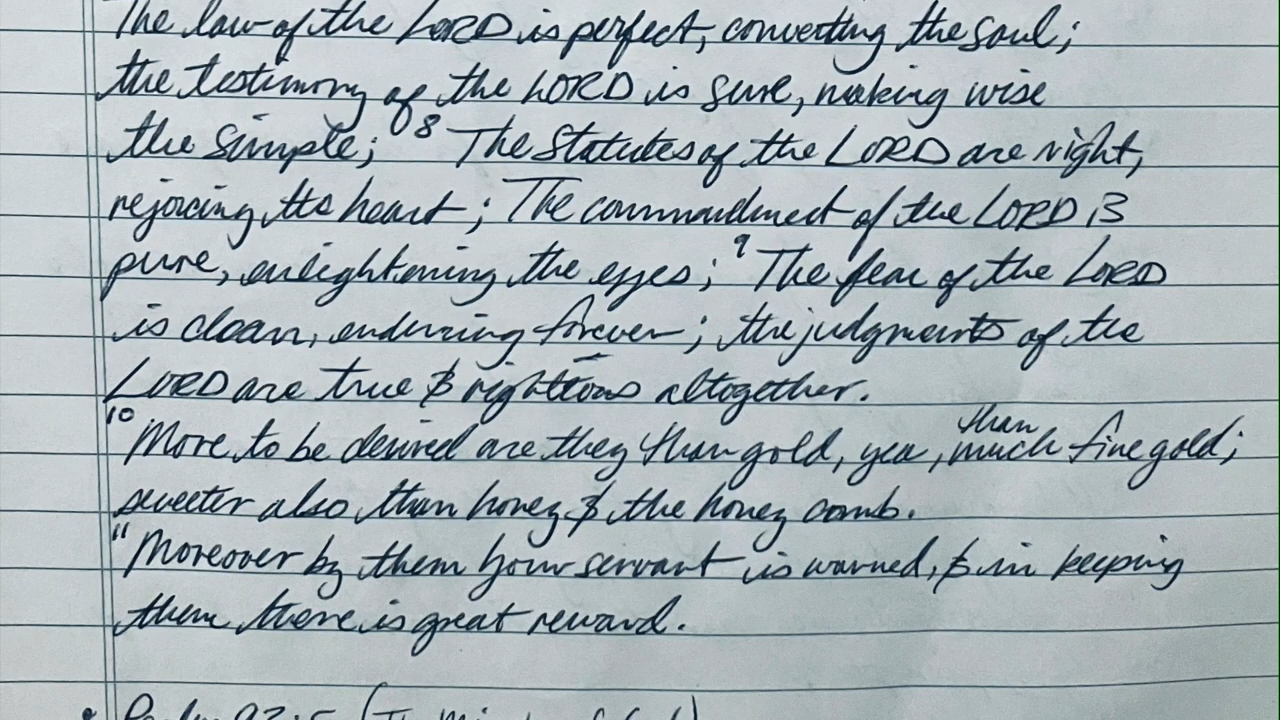 The law of the LORD is perfect, converting the soul;
the testimony of the LORD is sure, making wise
the simple; 8 The Statutes of the LORD are right,
rejoicing the heart; The commandment of the LORD is
pure, enlightening the eyes; 9 The fear of the LORD
is clean, enduring forever; the judgments of the
LORD are true & righteous altogether.
10 More to be desired are they than gold, yea, than much fine gold;
sweeter also than honey & the honey comb.
11 Moreover by them your servant is warned, & in keeping
them there is great reward.